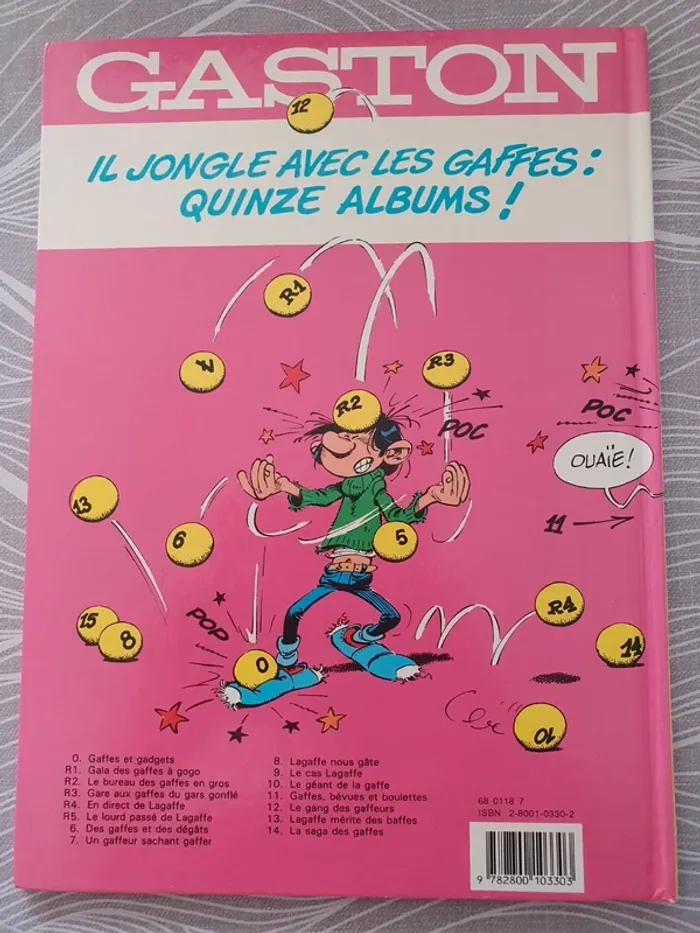 GASTON
12
IL JONGLE AVEC LES GAFFES :
QUINZE ALBUMS !
R1
R3
R2
POC
POC
OUAÏE !
13
11
6
5
15
8
R4
14
POP
0
10
0. Gaffes et gadgets
R1. Gala des gaffes à gogo
R2. Le bureau des gaffes en gros
R3. Gare aux gaffes du gars gonflé
R4. En direct de Lagaffe
R5. Le lourd passé de Lagaffe
6. Des gaffes et des dégâts
7. Un gaffeur sachant gaffer
8. Lagaffe nous gâte
9. Le cas Lagaffe
10. Le géant de la gaffe
11. Gaffes, bévues et boulettes
12. Le gang des gaffeurs
13. Lagaffe mérite des baffes
14. La saga des gaffes
68 0118 7
ISBN 2-8001-0330-2
9 782800 103303